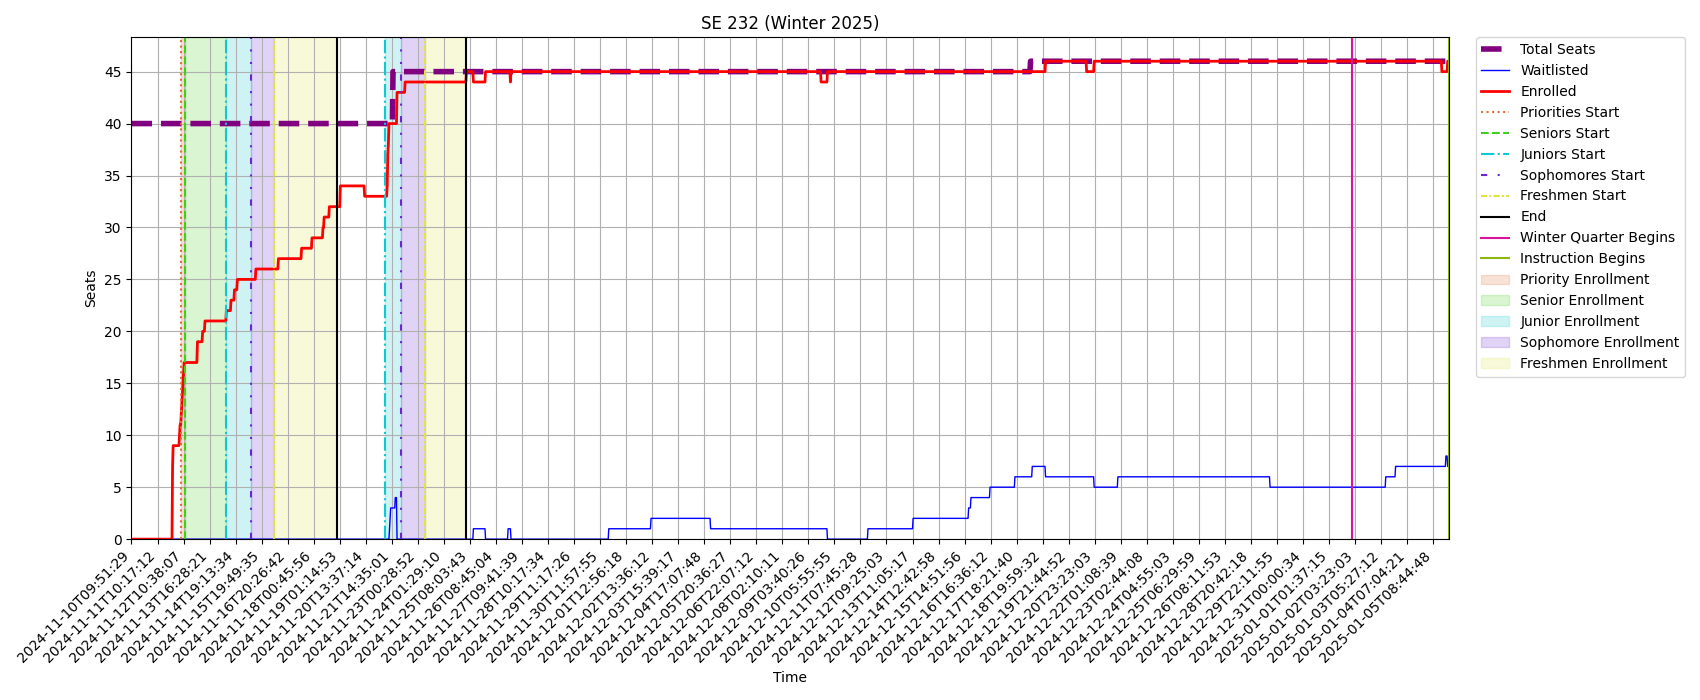 SE 232 (Winter 2025)
Seats
45
40
35
30
25
20
15
10
5
0
2024-11-10T09:51:29
2024-11-11T10:17:12
2024-11-12T10:38:07
2024-11-13T16:28:21
2024-11-14T19:13:34
2024-11-15T19:49:35
2024-11-16T20:26:42
2024-11-18T00:45:56
2024-11-19T01:14:53
2024-11-20T13:37:14
2024-11-21T14:35:01
2024-11-23T00:28:52
2024-11-24T01:29:10
2024-11-25T08:03:43
2024-11-26T08:45:04
2024-11-27T09:41:39
2024-11-28T10:17:34
2024-11-29T11:17:26
2024-11-30T11:57:55
2024-12-01T12:56:18
2024-12-02T13:36:12
2024-12-03T15:39:17
2024-12-04T17:07:48
2024-12-05T20:36:27
2024-12-06T22:07:12
2024-12-08T02:10:11
2024-12-09T03:40:26
2024-12-10T05:55:55
2024-12-11T07:45:28
2024-12-12T09:25:03
2024-12-13T11:05:17
2024-12-14T12:42:58
2024-12-15T14:51:56
2024-12-16T16:36:12
2024-12-17T18:21:40
2024-12-18T19:59:32
2024-12-19T21:44:52
2024-12-20T23:23:03
2024-12-22T01:08:39
2024-12-23T02:44:08
2024-12-24T04:55:03
2024-12-25T06:29:59
2024-12-26T08:11:53
2024-12-28T20:42:18
2024-12-29T22:11:55
2024-12-31T00:00:34
2025-01-01T01:37:15
2025-01-02T03:23:03
2025-01-03T05:27:12
2025-01-04T07:04:21
2025-01-05T08:44:48
Time
Total Seats
Waitlisted
Enrolled
Priorities Start
Seniors Start
Juniors Start
Sophomores Start
Freshmen Start
End
Winter Quarter Begins
Instruction Begins
Priority Enrollment
Senior Enrollment
Junior Enrollment
Sophomore Enrollment
Freshmen Enrollment